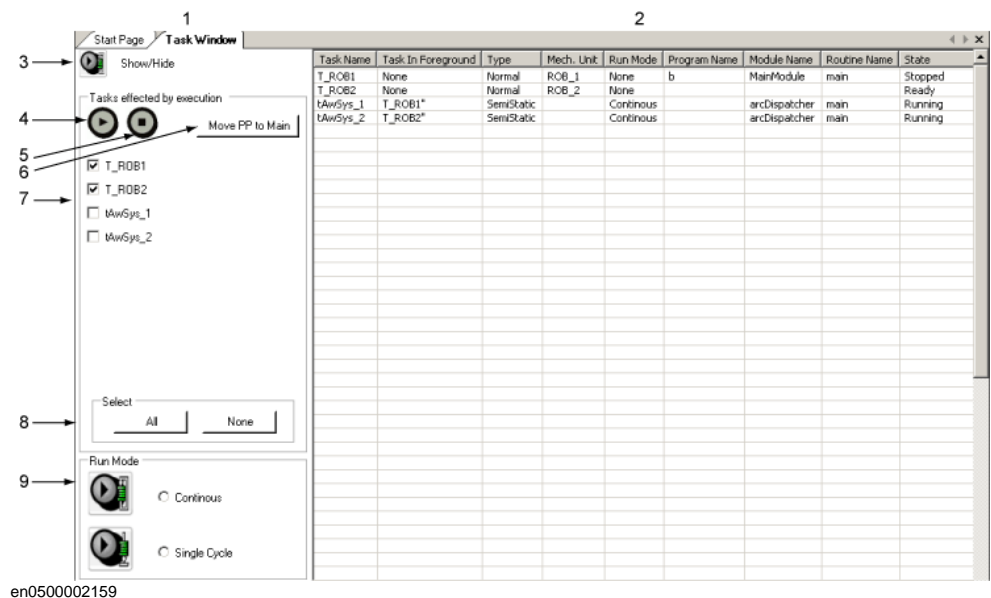 1
2
Start Page
Task Window
3
Show/Hide
Tasks effected by execution
4
5
6
Move PP to Main
7
T_ROB1
T_ROB2
tAwSys_1
tAwSys_2
Select
8
All
None
Run Mode
9
Continous
Single Cycle
Task Name Task In Foreground Type Mech. Unit Run Mode Program Name Module Name Routine Name State
T_ROB1 None Normal ROB_1 None b MainModule main Stopped
T_ROB2 None Normal ROB_2 None Ready
tAwSys_1 T_ROB1" SemiStatic Continous arcDispatcher main Running
tAwSys_2 T_ROB2" SemiStatic Continous arcDispatcher main Running
en0500002159